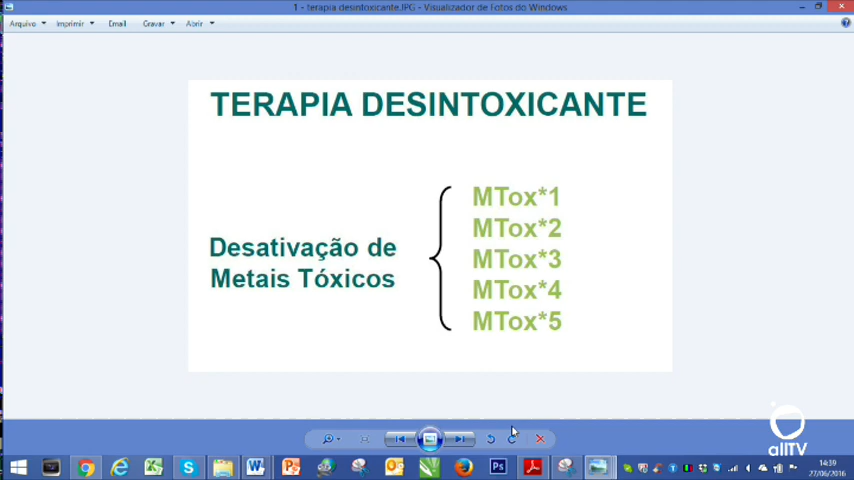 1 - terapia desintoxicante.JPG - Visualizador de Fotos do Windows
Arquivo Imprimir Email Gravar Abrir
TERAPIA DESINTOXICANTE
Desativação de
Metais Tóxicos
MTox*1
MTox*2
MTox*3
MTox*4
MTox*5
allTV
14:39
27/06/2016